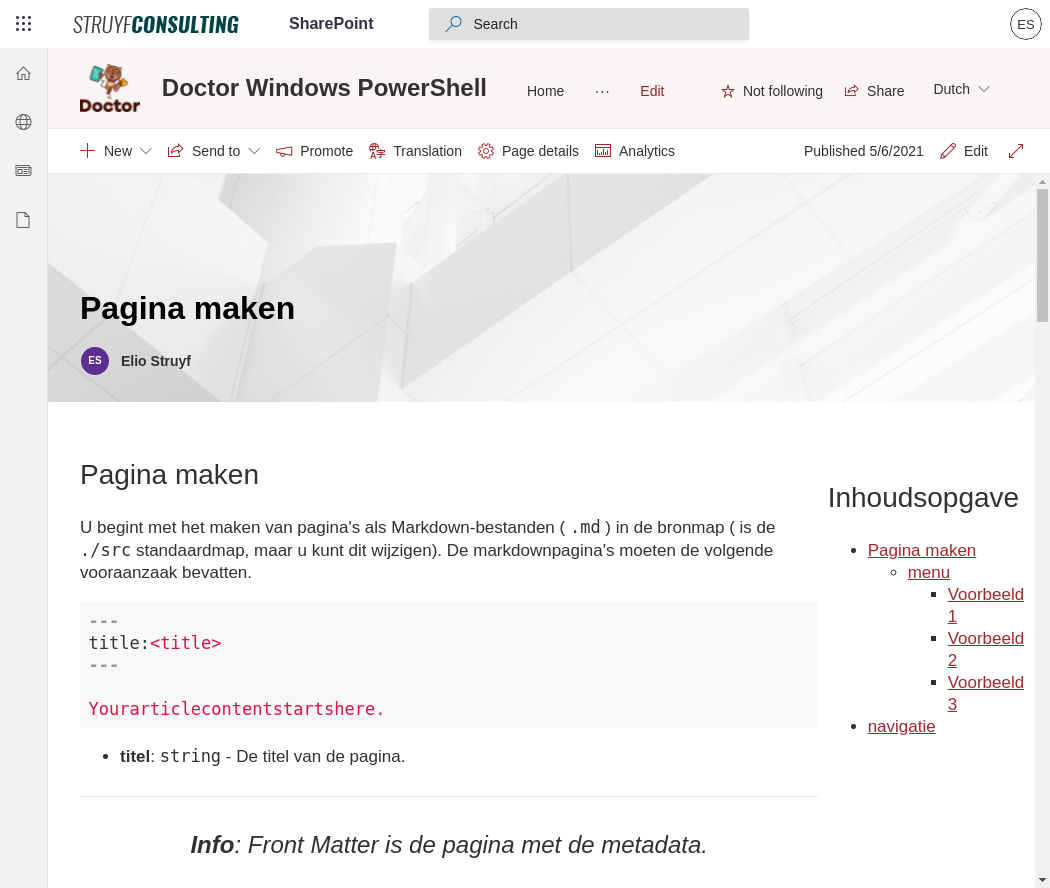 STRUYFCONSULTING SharePoint Search ES
Doctor Doctor Windows PowerShell Home ··· Edit Not following Share Dutch
New Send to Promote Translation Page details Analytics Published 5/6/2021 Edit
Pagina maken
ES Elio Struyf
Pagina maken
U begint met het maken van pagina's als Markdown-bestanden ( .md ) in de bronmap ( is de
./src standaardmap, maar u kunt dit wijzigen). De markdownpagina's moeten de volgende
vooraanzaak bevatten.
---
title:<title>
---
Yourarticlecontentstartshere.
• titel: string - De titel van de pagina.
Info: Front Matter is de pagina met de metadata.
Inhoudsopgave
• Pagina maken
◦ menu
▪ Voorbeeld
1
▪ Voorbeeld
2
▪ Voorbeeld
3
• navigatie